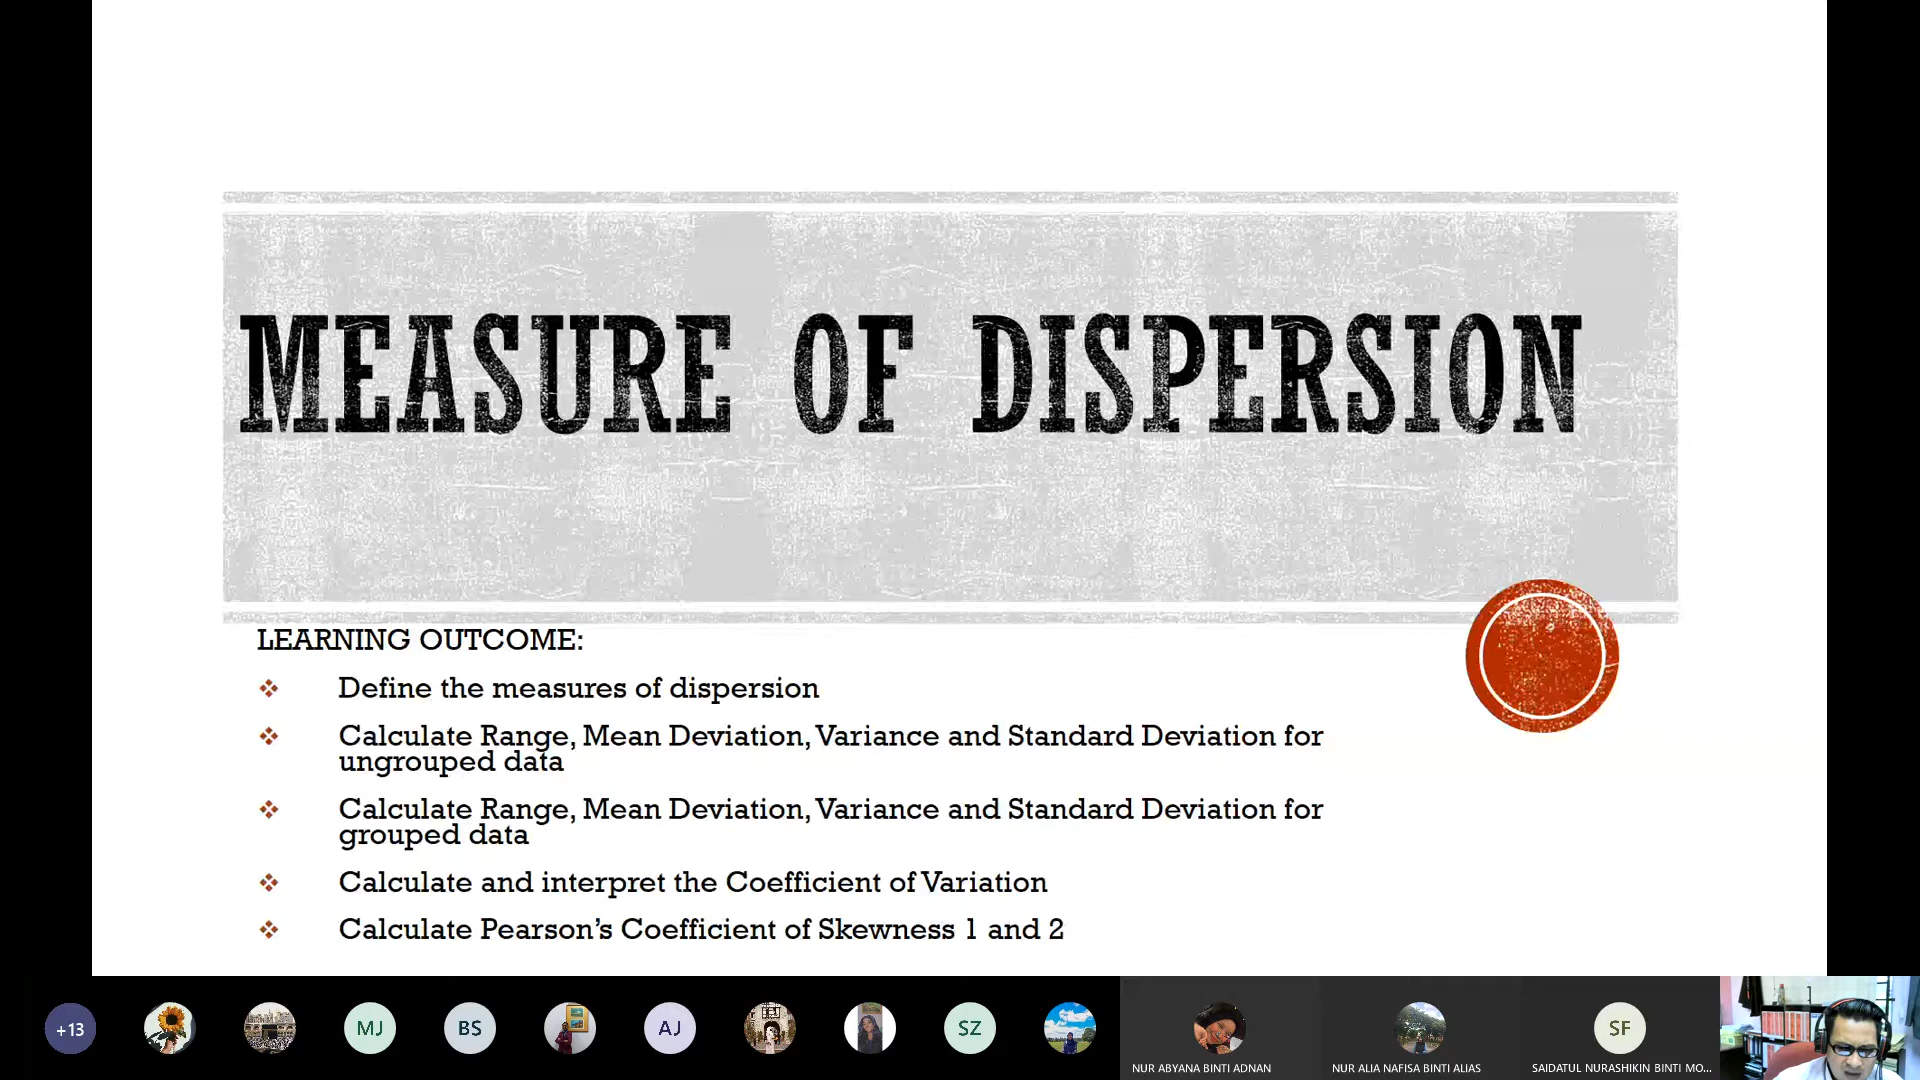 MEASURE OF DISPERSION
LEARNING OUTCOME:
❖ Define the measures of dispersion
❖ Calculate Range, Mean Deviation, Variance and Standard Deviation for
ungrouped data
❖ Calculate Range, Mean Deviation, Variance and Standard Deviation for
grouped data
❖ Calculate and interpret the Coefficient of Variation
❖ Calculate Pearson's Coefficient of Skewness 1 and 2
+13
MJ
BS
AJ
SZ
SF
NUR ABYANA BINTI ADNAN
NUR ALIA NAFISA BINTI ALIAS
SAIDATUL NURASHIKIN BINTI MO...